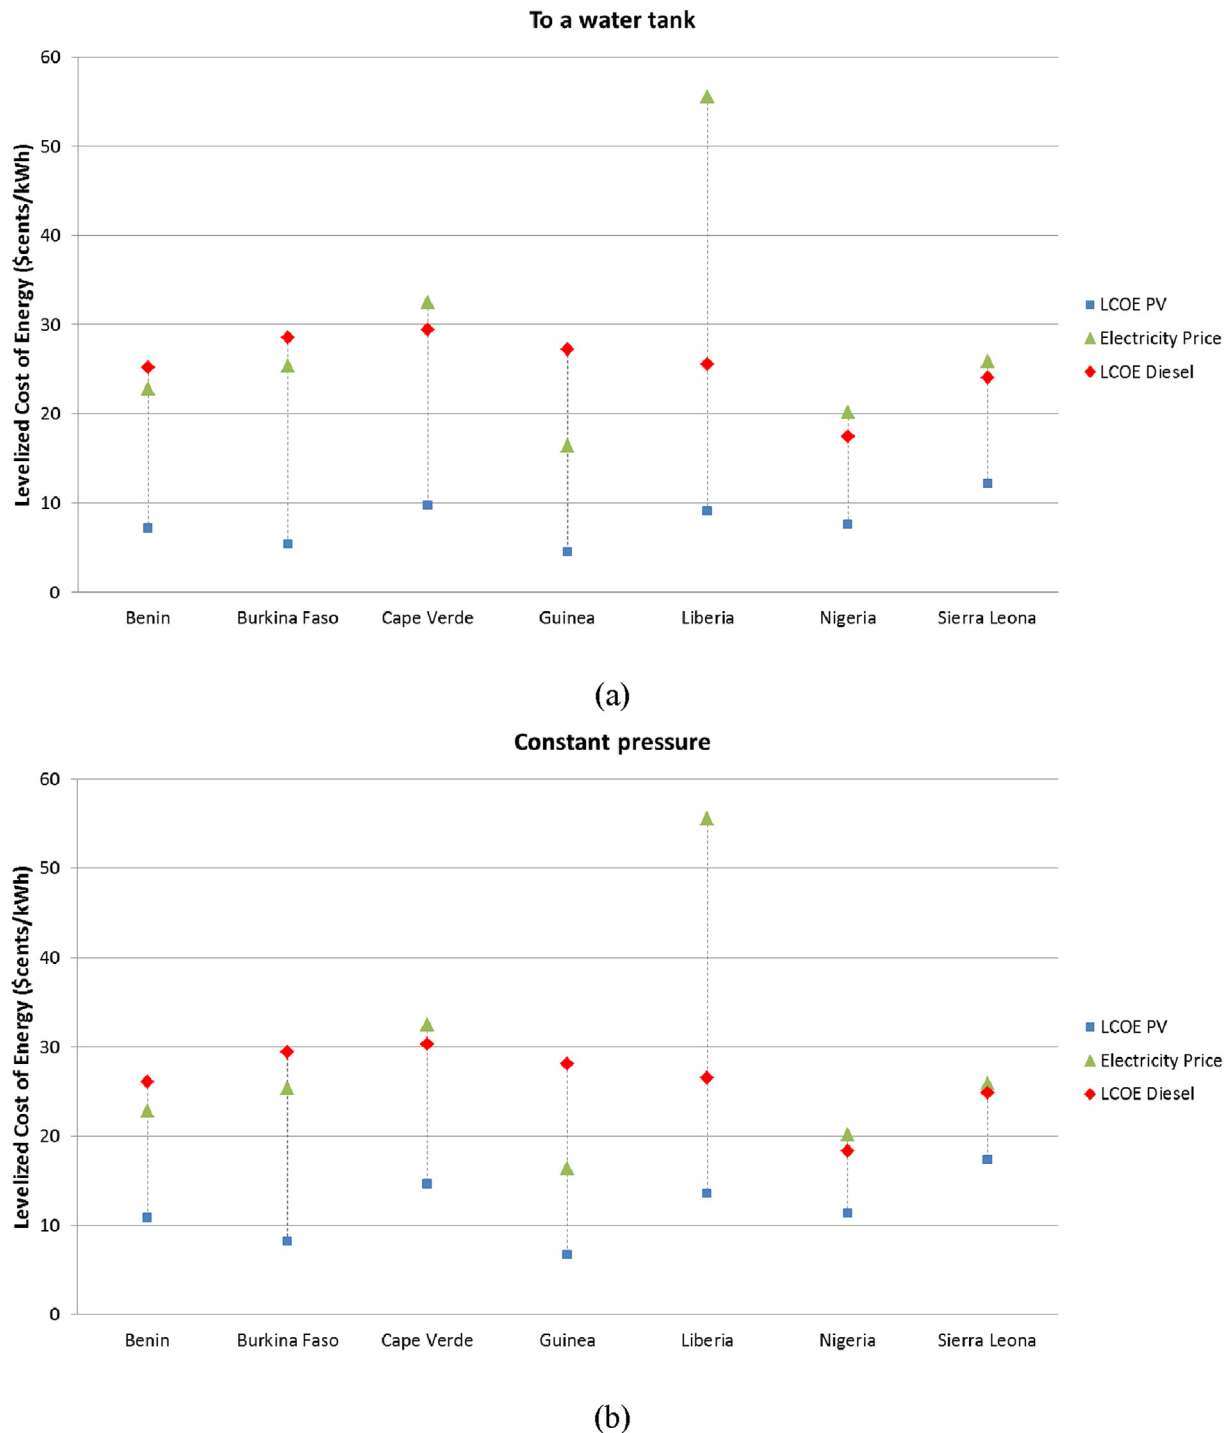 To a water tank
Levelized Cost of Energy ($cents/kWh)
60
50
40
30
20
10
0
Benin Burkina Faso Cape Verde Guinea Liberia Nigeria Sierra Leona
LCOE PV
Electricity Price
LCOE Diesel
(a)
Constant pressure
Levelized Cost of Energy ($cents/kWh)
60
50
40
30
20
10
0
Benin Burkina Faso Cape Verde Guinea Liberia Nigeria Sierra Leona
LCOE PV
Electricity Price
LCOE Diesel
(b)